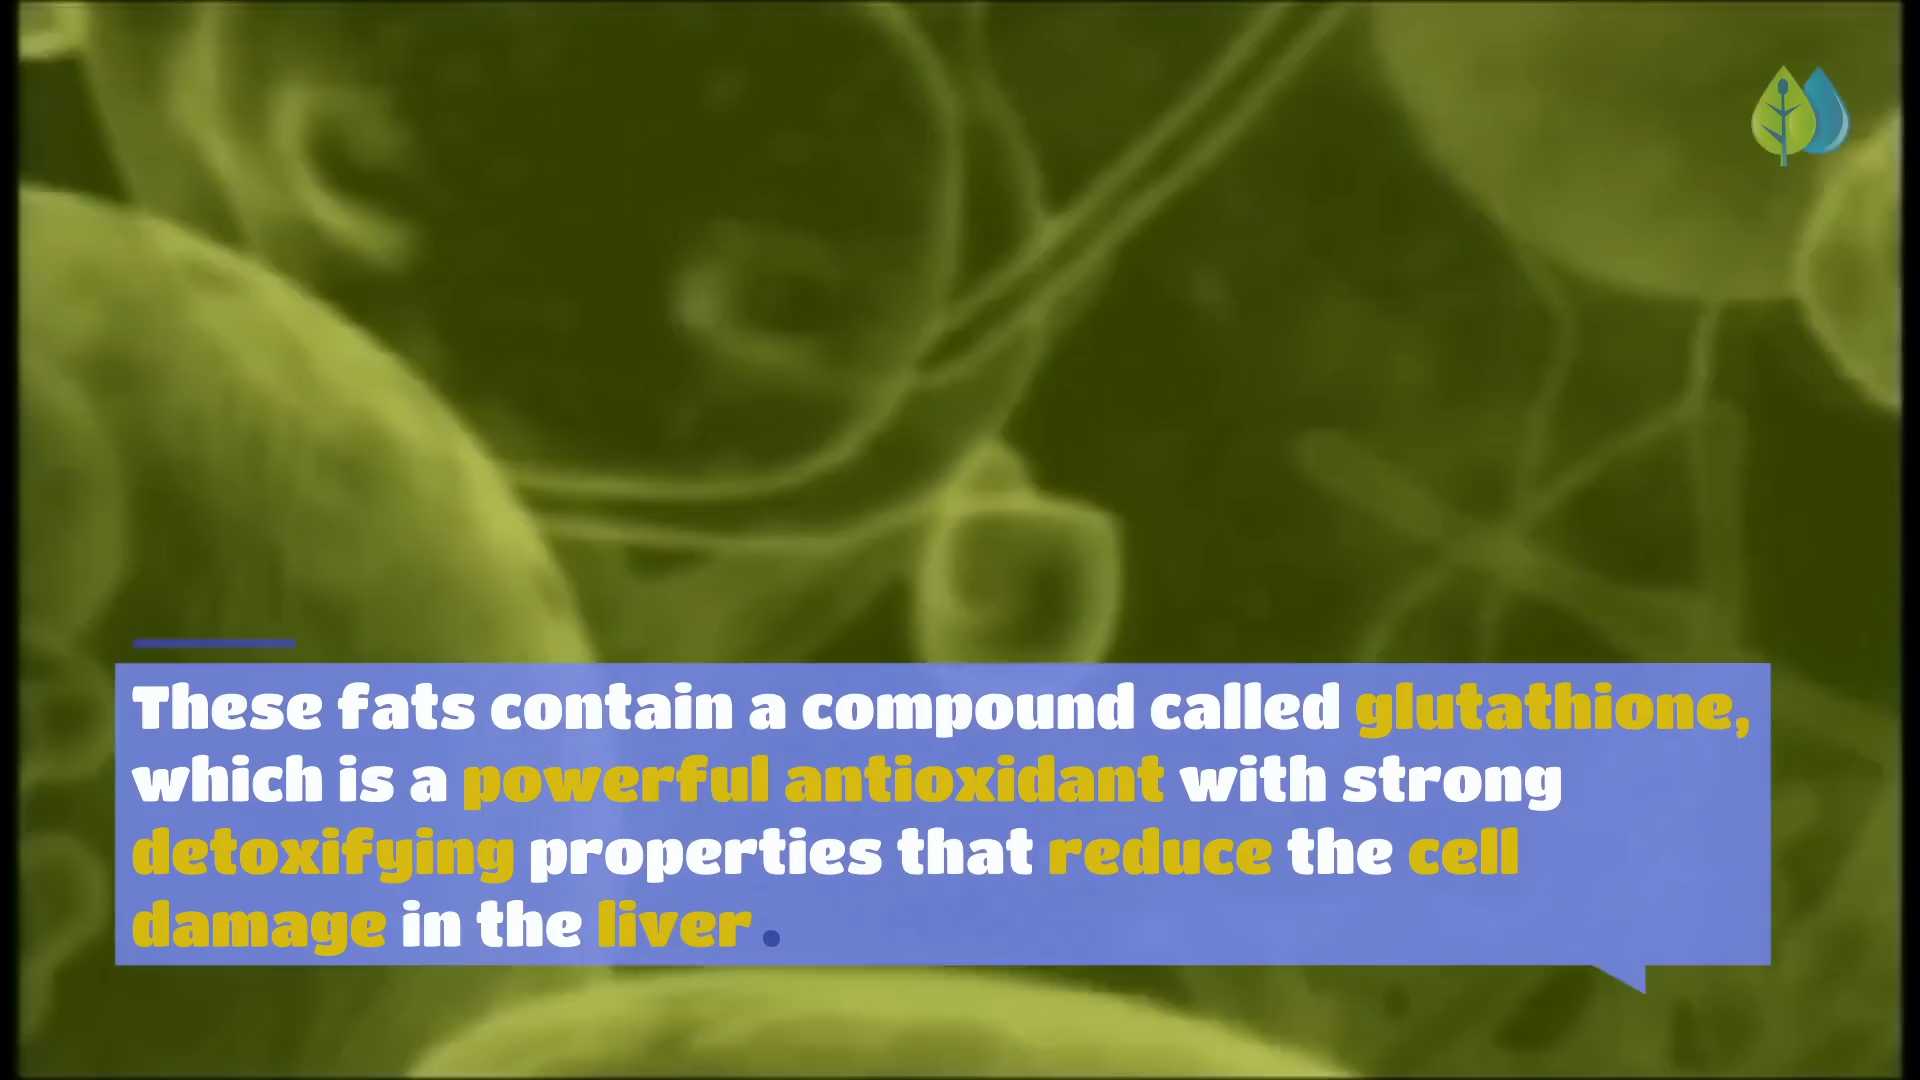 These fats contain a compound called glutathione,
which is a powerful antioxidant with strong
detoxifying properties that reduce the cell
damage in the liver.